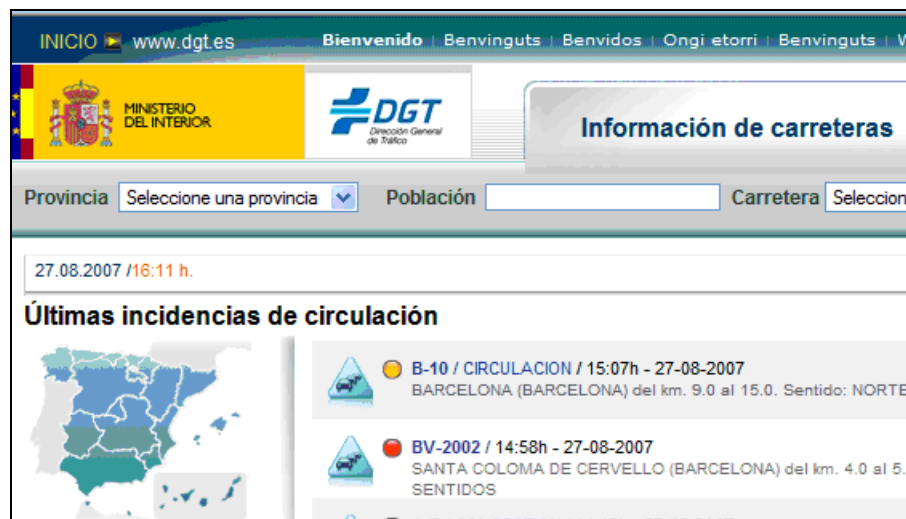 INICIO www.dgt.es Bienvenido | Benvinguts | Benvidos | Ongi etorri | Benvinguts |
MINISTERIO
DEL INTERIOR
DGT
Dirección General
de Tráfico
Información de carreteras
Provincia Seleccione una provincia Población Carretera Seleccion
27.08.2007 /16:11 h.
Últimas incidencias de circulación
B-10 / CIRCULACION / 15:07h - 27-08-2007
BARCELONA (BARCELONA) del km. 9.0 al 15.0. Sentido: NORTE
BV-2002 / 14:58h - 27-08-2007
SANTA COLOMA DE CERVELLO (BARCELONA) del km. 4.0 al 5.
SENTIDOS